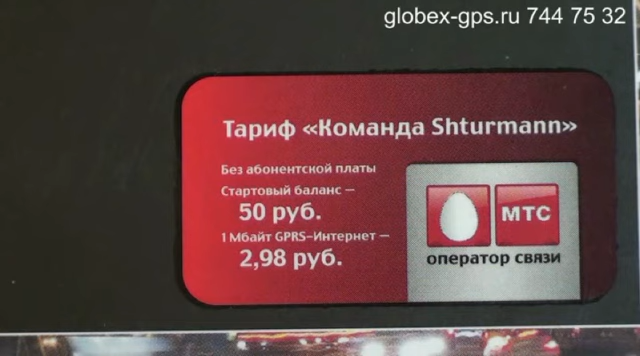 globex-gps.ru 744 75 32
Тариф «Команда Shturmann»
Без абонентской платы
Стартовый баланс —
50 руб.
1 Мбайт GPRS-Интернет —
2,98 руб.
МТС
оператор связи